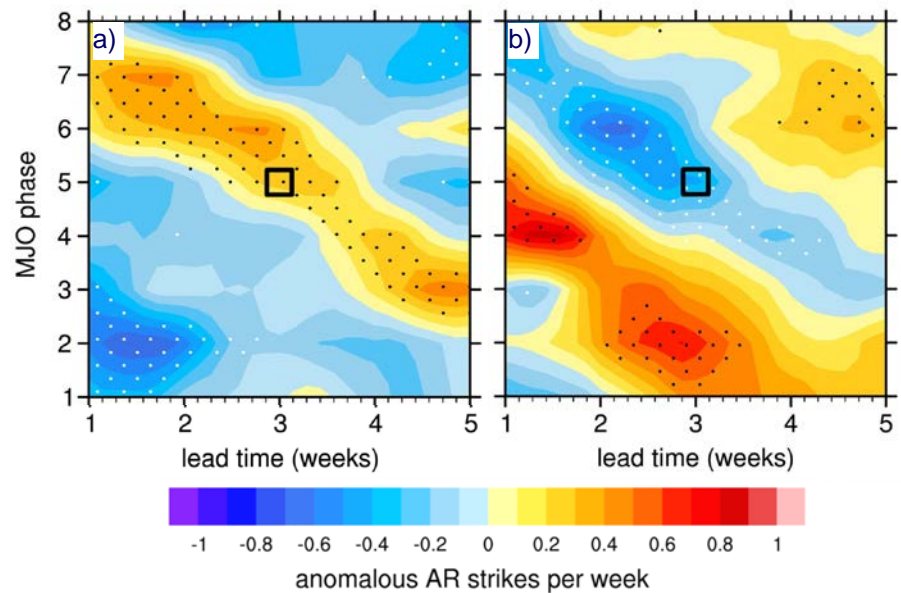 a)
b)
8
7
6
5
4
3
2
1
MJO phase
1 2 3 4 5
1 2 3 4 5
lead time (weeks)
lead time (weeks)
-1 -0.8 -0.6 -0.4 -0.2 0 0.2 0.4 0.6 0.8 1
anomalous AR strikes per week